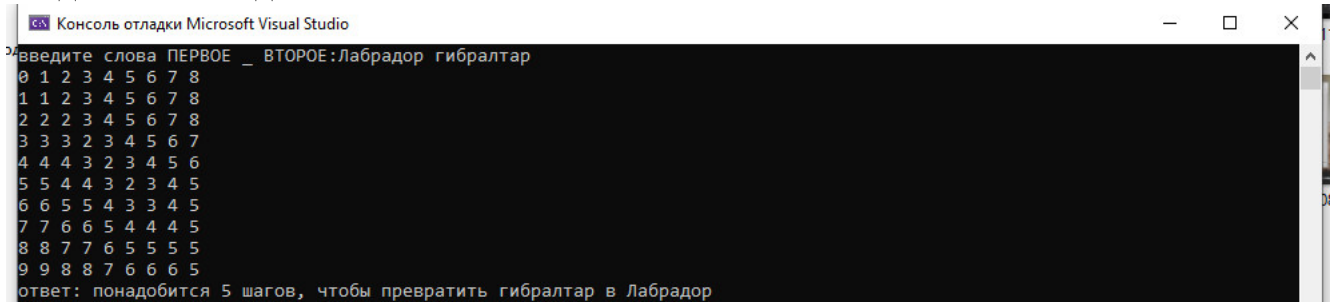 Консоль отладки Microsoft Visual Studio
введите слова ПЕРВОЕ _ ВТОРОЕ:Лабрадор гибралтар
0 1 2 3 4 5 6 7 8
1 1 2 3 4 5 6 7 8
2 2 2 3 4 5 6 7 8
3 3 3 2 3 4 5 6 7
4 4 4 3 2 3 4 5 6
5 5 4 4 3 2 3 4 5
6 6 5 5 4 3 3 4 5
7 7 6 6 5 4 4 4 5
8 8 7 7 6 5 5 5 5
9 9 8 8 7 6 6 6 5
ответ: понадобится 5 шагов, чтобы превратить гибралтар в Лабрадор